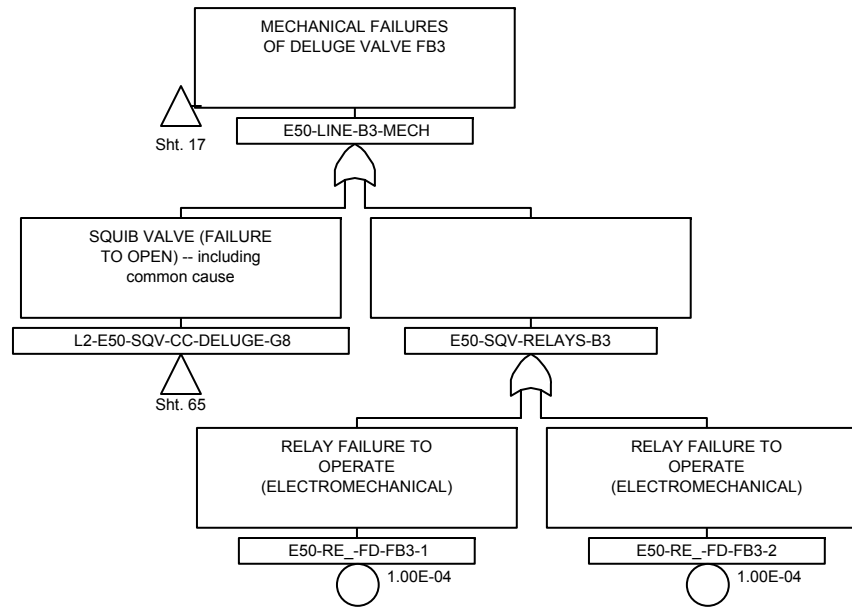 MECHANICAL FAILURES
OF DELUGE VALVE FB3
Sht. 17
E50-LINE-B3-MECH
SQUIB VALVE (FAILURE
TO OPEN) -- including
common cause
L2-E50-SQV-CC-DELUGE-G8
E50-SQV-RELAYS-B3
Sht. 65
RELAY FAILURE TO
OPERATE
(ELECTROMECHANICAL)
RELAY FAILURE TO
OPERATE
(ELECTROMECHANICAL)
E50-RE_-FD-FB3-1
E50-RE_-FD-FB3-2
1.00E-04
1.00E-04